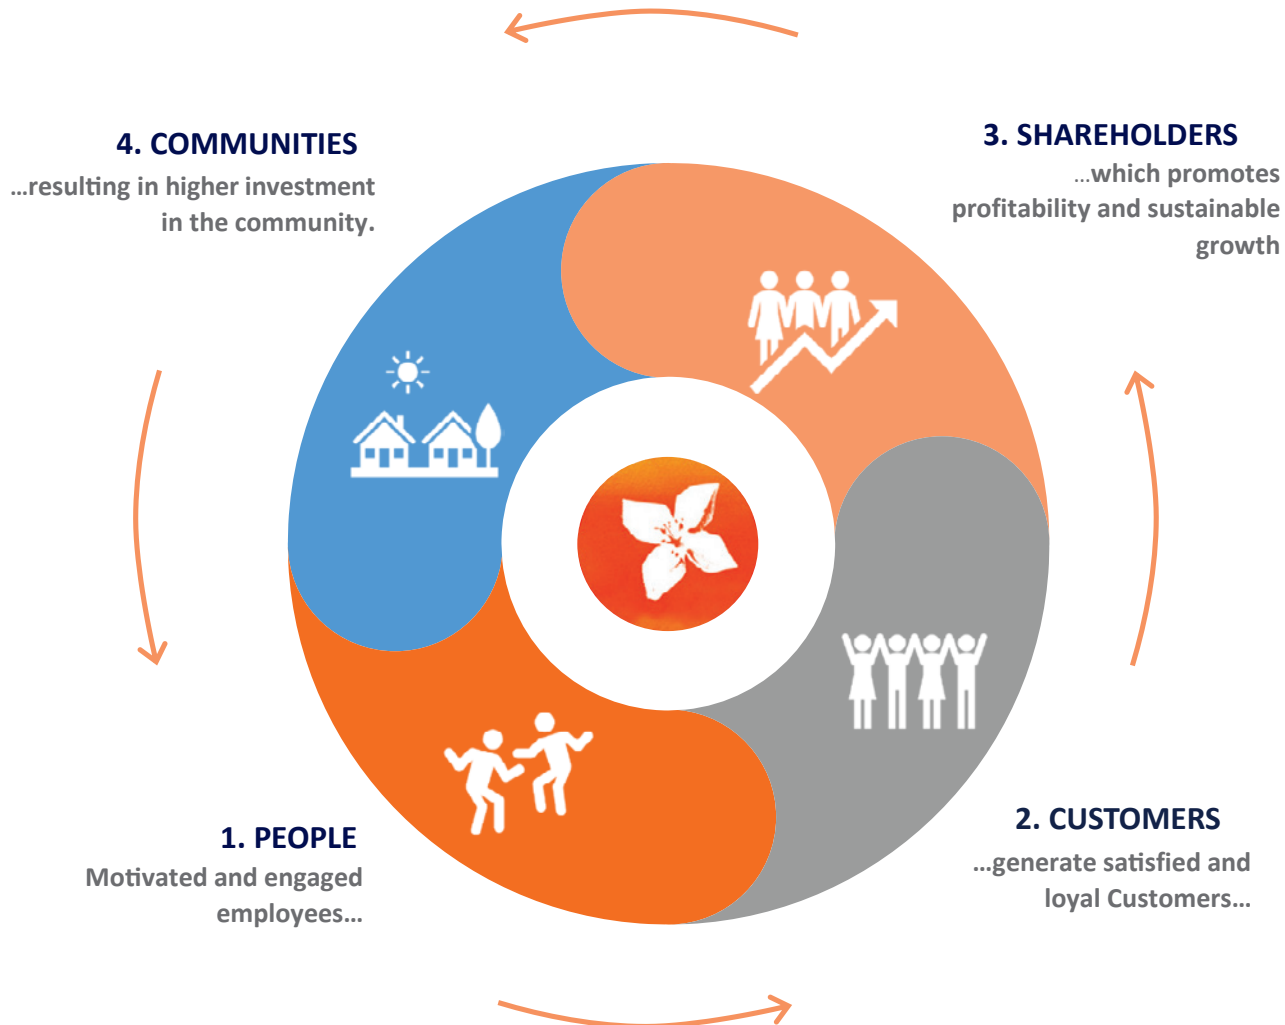 4. COMMUNITIES
...resulting in higher investment
in the community.
3. SHAREHOLDERS
...which promotes
profitability and sustainable
growth
1. PEOPLE
Motivated and engaged
employees...
2. CUSTOMERS
...generate satisfied and
loyal Customers...